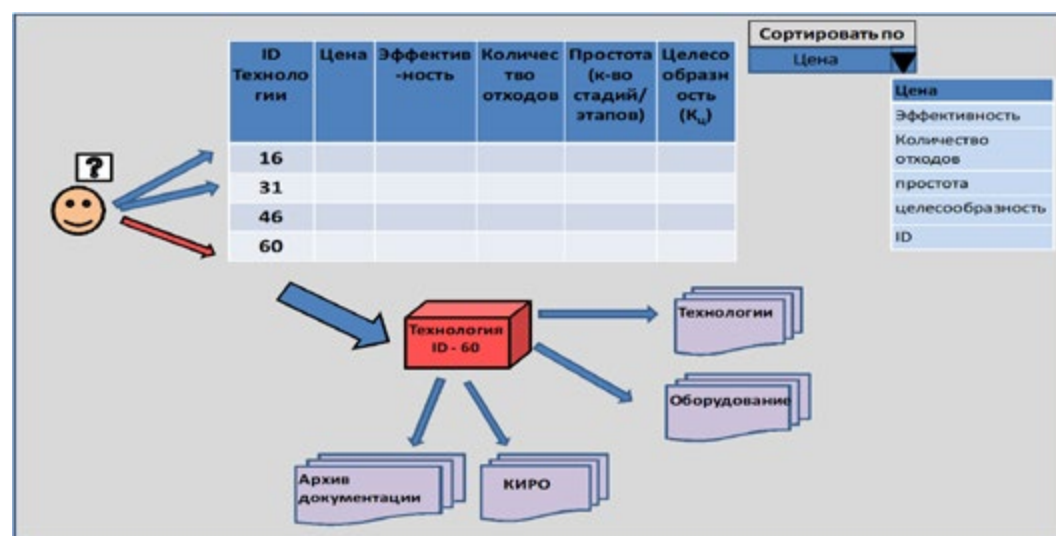 Сортировать по
Цена
ID
Техноло
гии
Цена
Эффектив
-ность
Количес
тво
отходов
Простота
(к-во
стадий/
этапов)
Целесо
образн
ость
(Кц)
Цена
Эффективность
Количество
отходов
простота
целесообразность
ID
?
16
31
46
60
Технология
ID - 60
Технологии
Оборудование
Архив
документации
КИРО